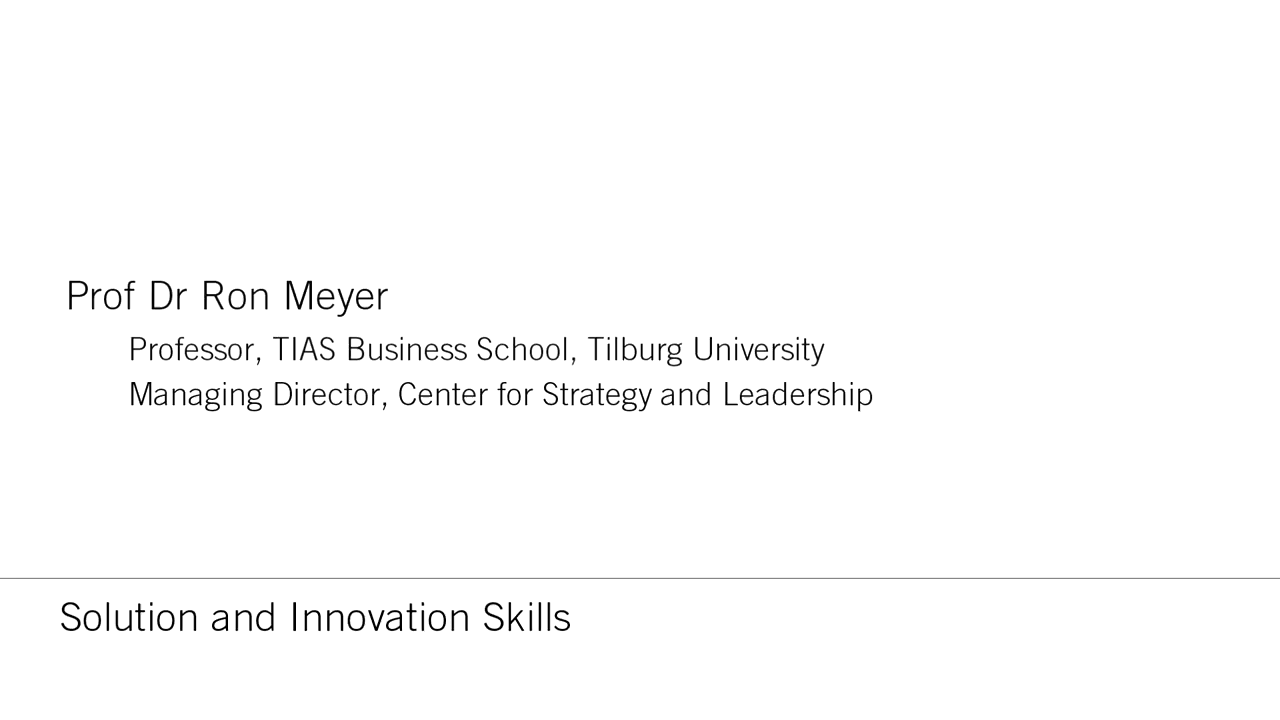 Prof Dr Ron Meyer
Professor, TIAS Business School, Tilburg University
Managing Director, Center for Strategy and Leadership
Solution and Innovation Skills